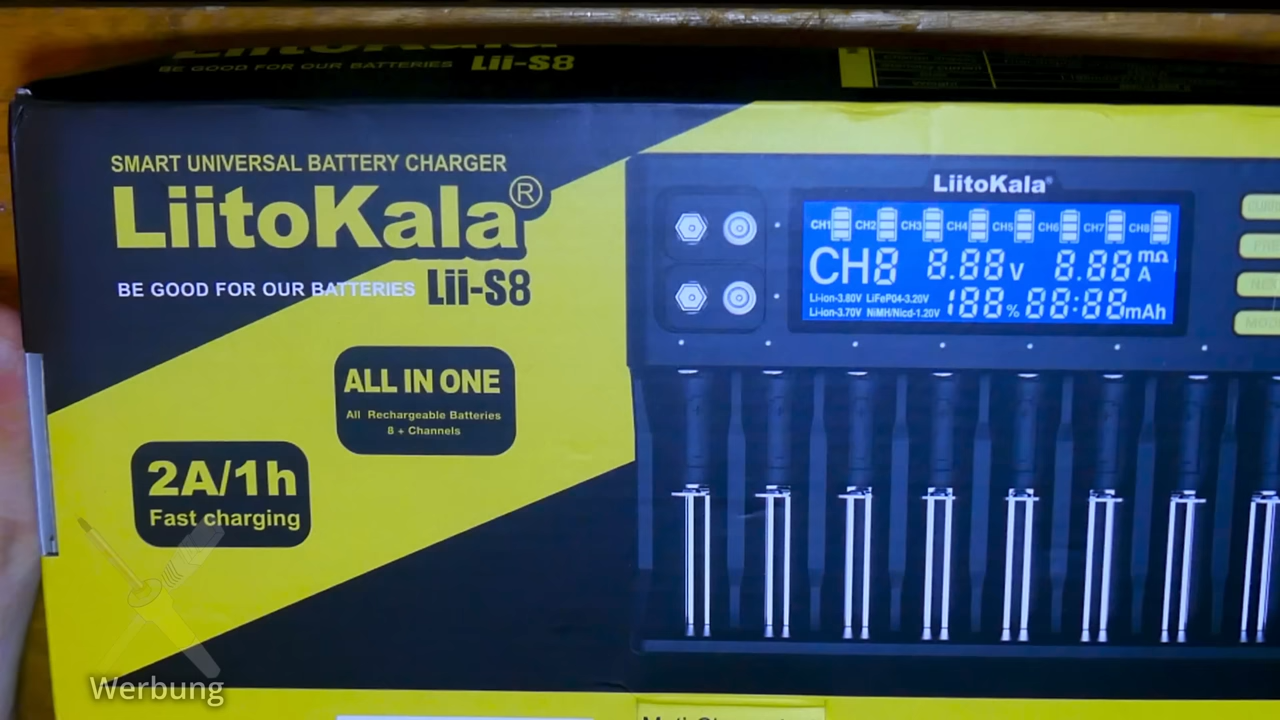 BE GOOD FOR OUR BATTERIES Lii-S8
SMART UNIVERSAL BATTERY CHARGER
LiitoKala®
BE GOOD FOR OUR BATTERIES Lii-S8
ALL IN ONE
All Rechargeable Batteries
8 + Channels
2A/1h
Fast charging
LiitoKala®
CH1 CH2 CH3 CH4 CH5 CH6 CH7 CH8
CH8 8.88V 8.88 mΩ A
Li-ion-3.80V LiFePO4-3.20V
Li-ion-3.70V NiMH/Nicd-1.20V 188% 88:88mAh
Werbung